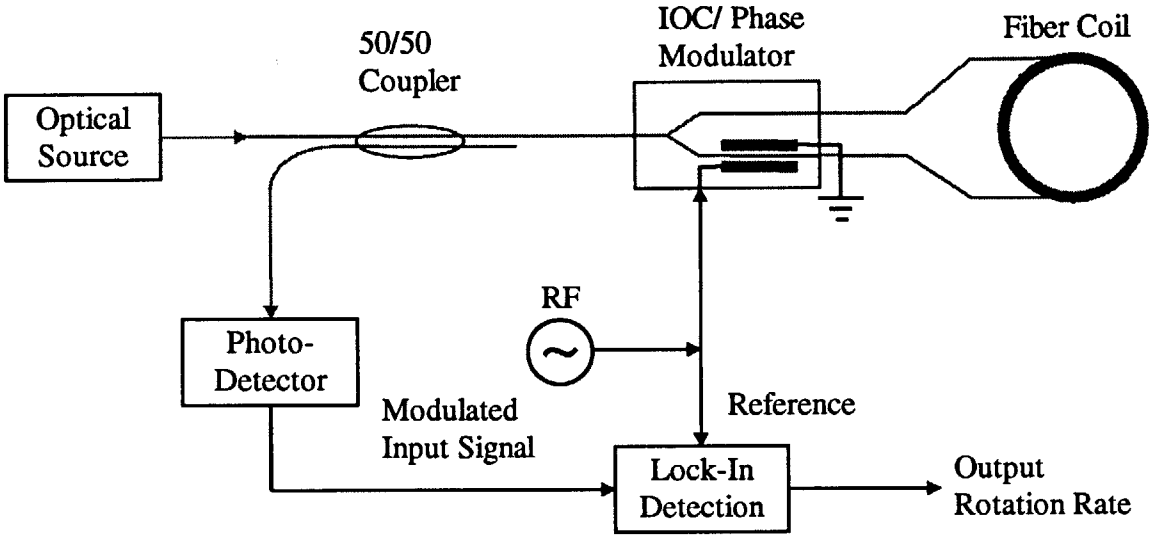 50/50
Coupler
IOC/ Phase
Modulator
Fiber Coil
Optical
Source
RF
~
Photo-
Detector
Modulated
Input Signal
Reference
Lock-In
Detection
Output
Rotation Rate